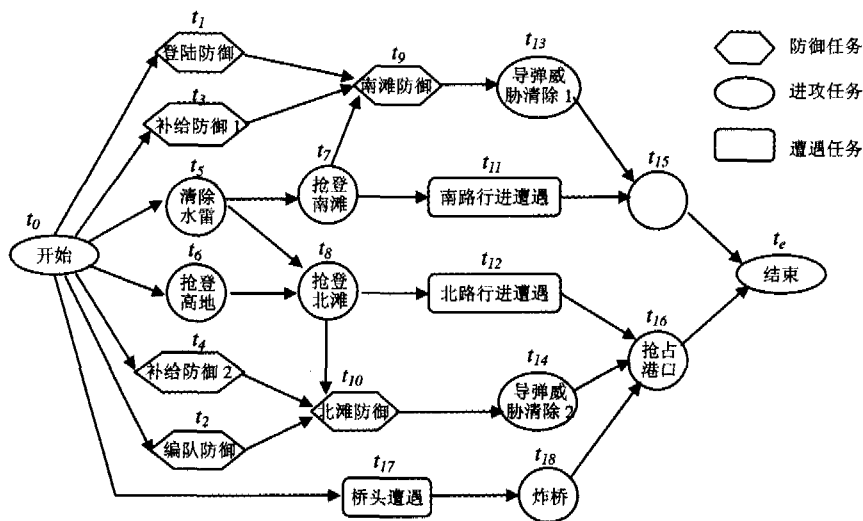 t1
登陆防御
t3
补给防御 1
t5
清除
水雷
t0
开始
t6
抢登
高地
t4
补给防御 2
t2
编队防御
t9
南滩防御
t7
抢登
南滩
t8
抢登
北滩
t10
北滩防御
t17
桥头遭遇
t13
导弹威
胁清除 1
t11
南路行进遭遇
t12
北路行进遭遇
t14
导弹威
胁清除 2
t18
炸桥
t15
t16
抢占
港口
te
结束
防御任务
进攻任务
遭遇任务